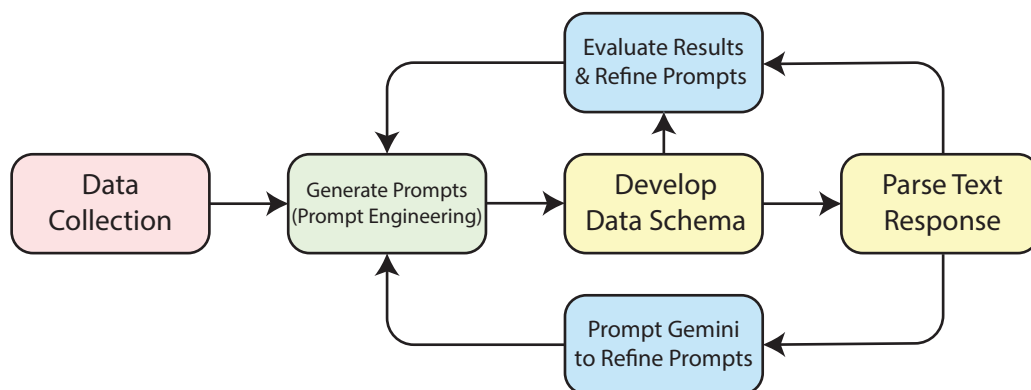 Evaluate Results
& Refine Prompts
Data
Collection
Generate Prompts
(Prompt Engineering)
Develop
Data Schema
Parse Text
Response
Prompt Gemini
to Refine Prompts